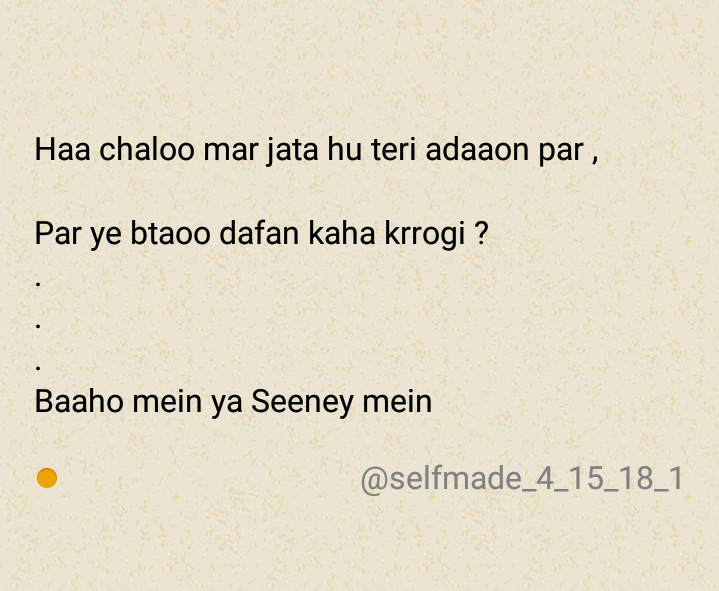 Haa chaloo mar jata hu teri adaaon par ,
Par ye btaoo dafan kaha krrogi ?
.
.
.
Baaho mein ya Seeney mein
@selfmade_4_15_18_1